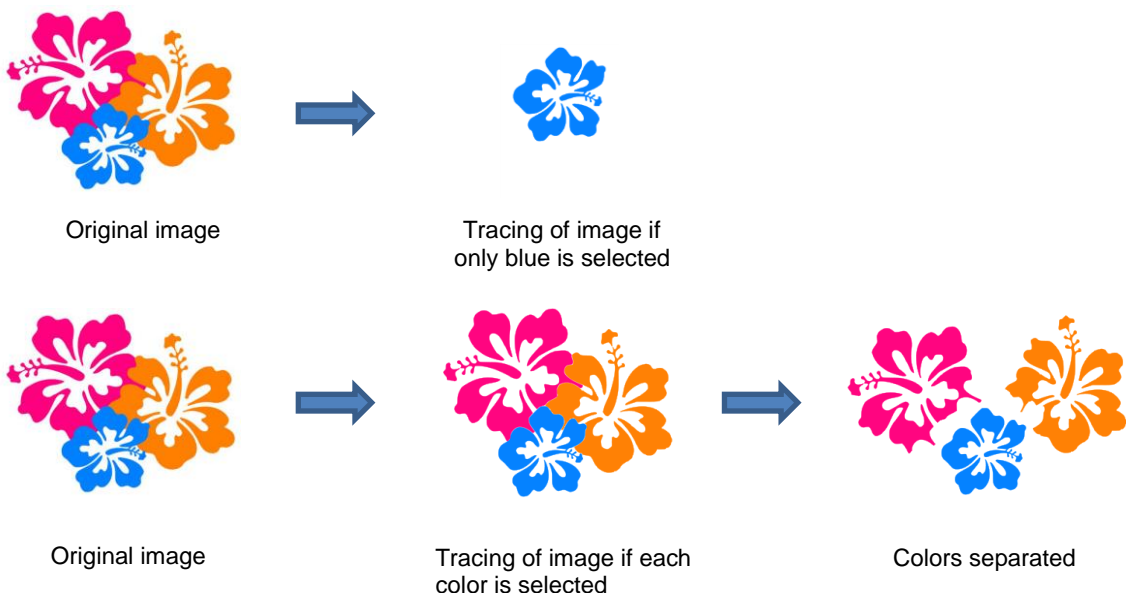 Original image
Tracing of image if
only blue is selected
Original image
Tracing of image if each
color is selected
Colors separated